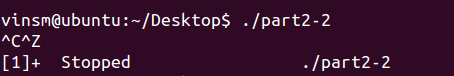 vinsm@ubuntu:~/Desktop$ ./part2-2
^C^Z
[1]+  Stopped                 ./part2-2